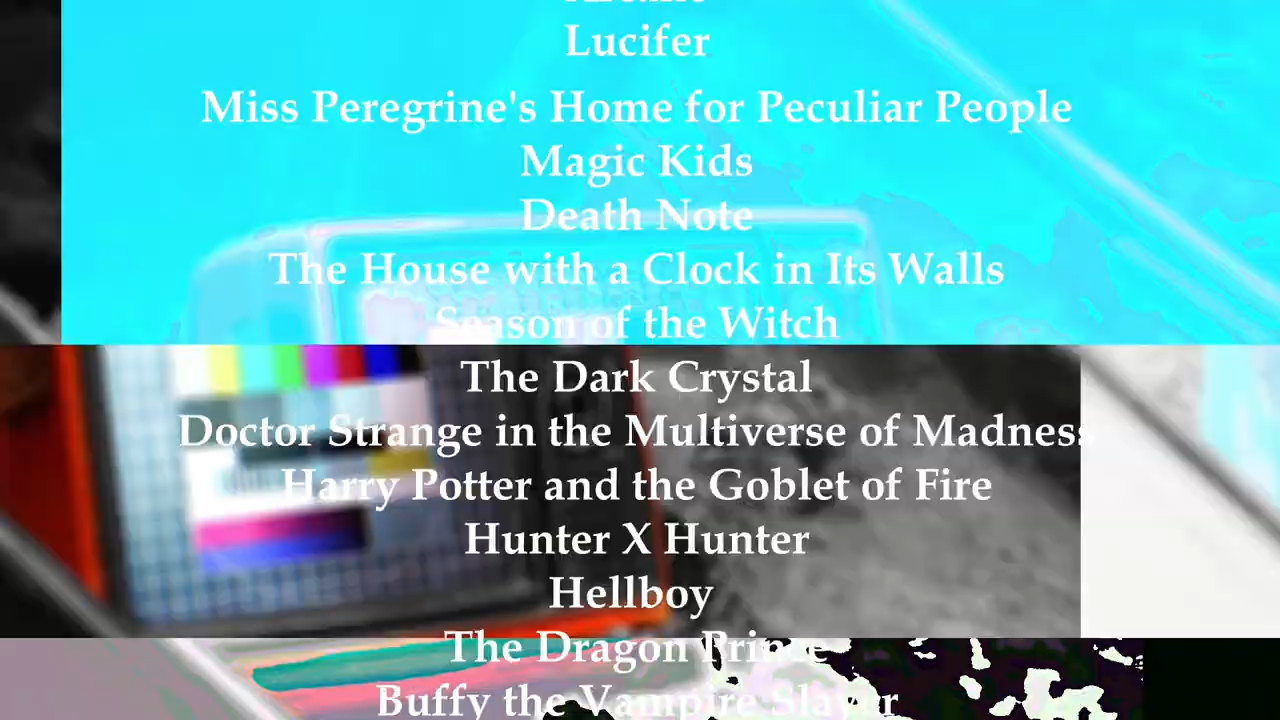 Lucifer
Miss Peregrine's Home for Peculiar People
Magic Kids
Death Note
The House with a Clock in Its Walls
Season of the Witch
The Dark Crystal
Doctor Strange in the Multiverse of Madness
Harry Potter and the Goblet of Fire
Hunter X Hunter
Hellboy
The Dragon Prince
Buffy the Vampire Slayer